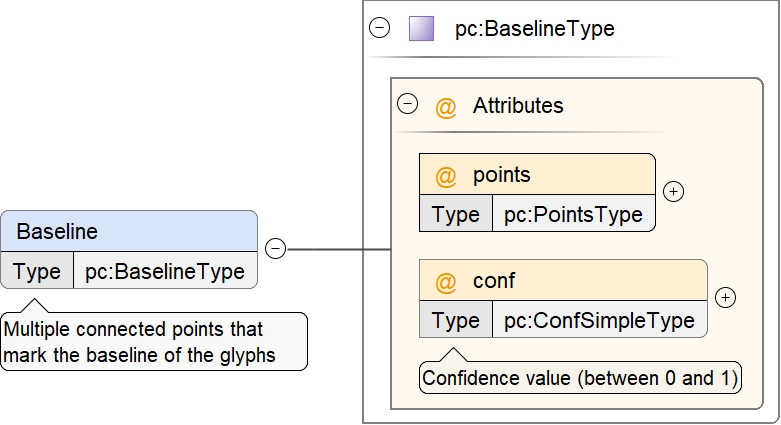 pc:BaselineType
@ Attributes
@ points
Type pc:PointsType
Baseline
Type pc:BaselineType
Multiple connected points that
mark the baseline of the glyphs
@ conf
Type pc:ConfSimpleType
Confidence value (between 0 and 1)